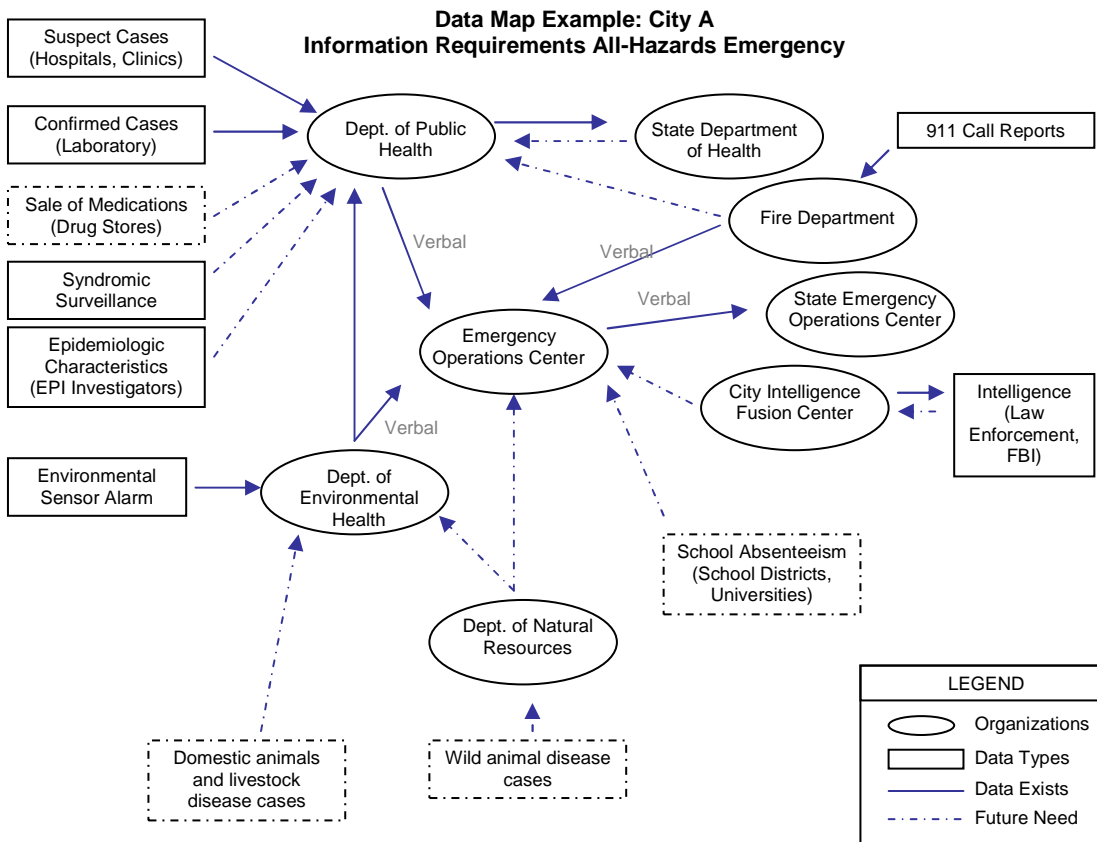 Data Map Example: City A
Information Requirements All-Hazards Emergency
Suspect Cases
(Hospitals, Clinics)
Confirmed Cases
(Laboratory)
Sale of Medications
(Drug Stores)
Syndromic
Surveillance
Epidemiologic
Characteristics
(EPI Investigators)
Environmental
Sensor Alarm
Dept. of Public
Health
State Department
of Health
911 Call Reports
Fire Department
Verbal
Verbal
Verbal
State Emergency
Operations Center
Emergency
Operations Center
City Intelligence
Fusion Center
Intelligence
(Law
Enforcement,
FBI)
Verbal
Dept. of
Environmental
Health
School Absenteeism
(School Districts,
Universities)
Dept. of Natural
Resources
Domestic animals
and livestock
disease cases
Wild animal disease
cases
LEGEND
Organizations
Data Types
Data Exists
Future Need